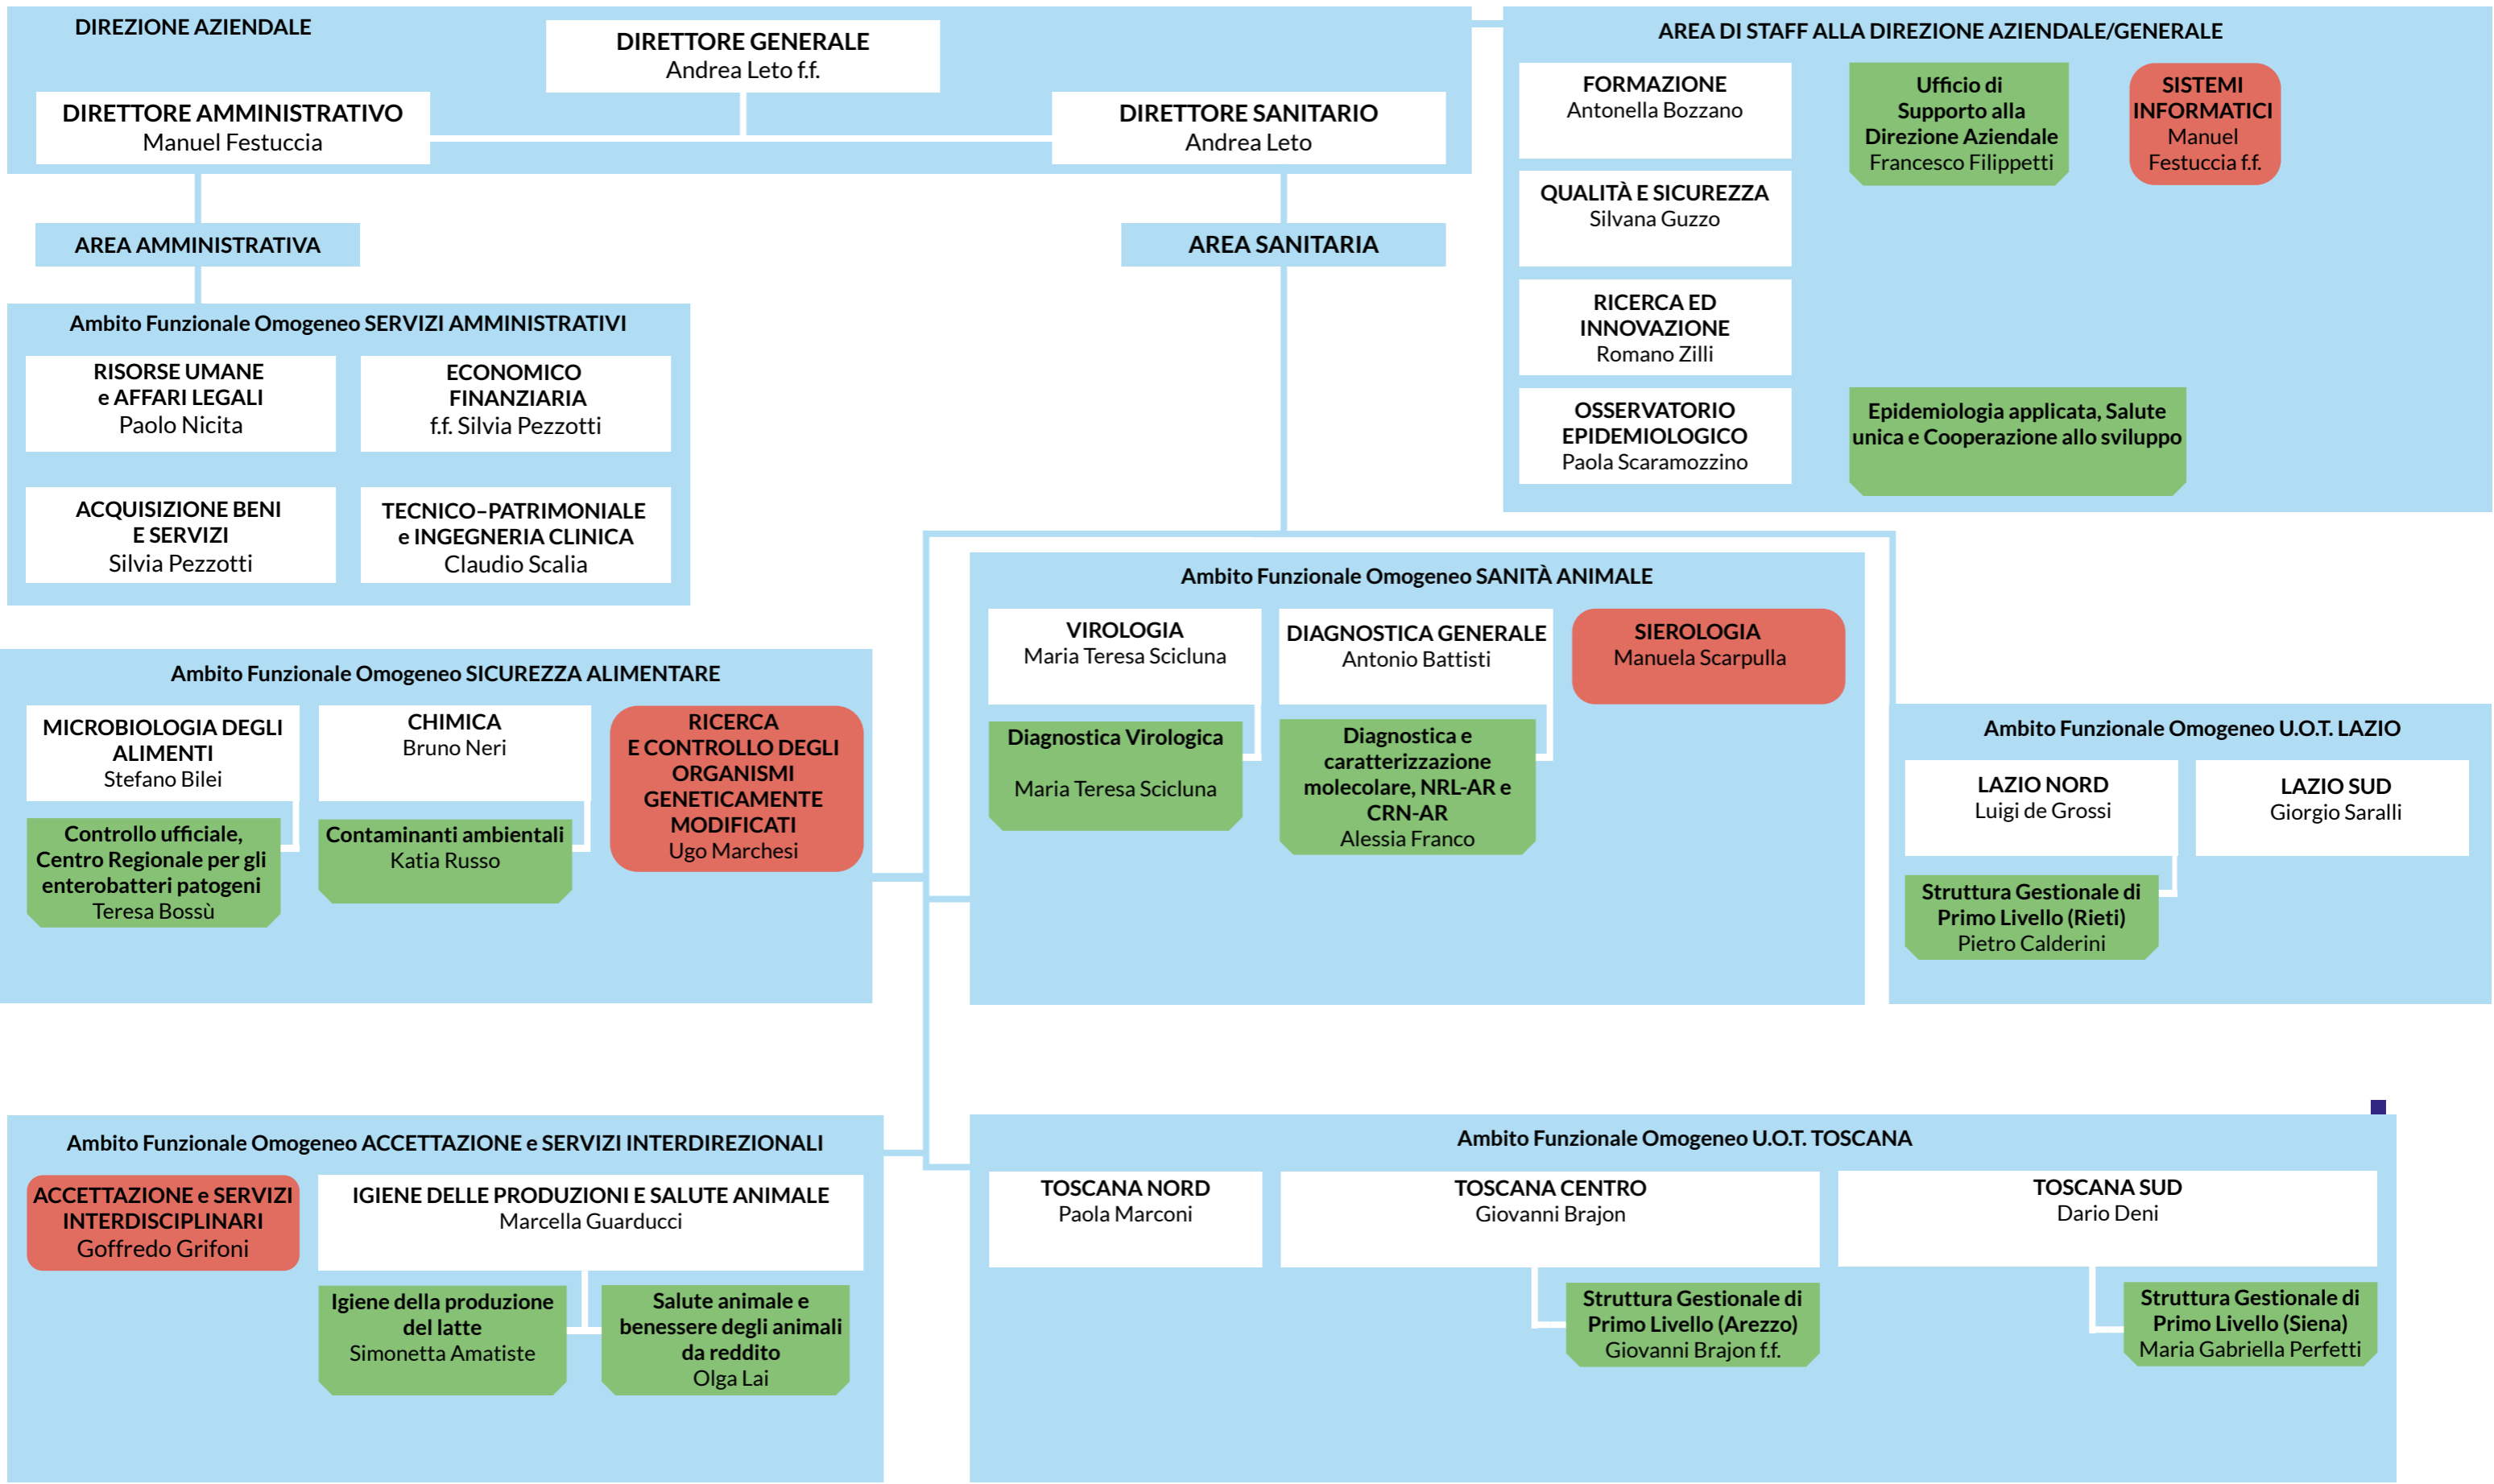 DIREZIONE AZIENDALE
DIRETTORE GENERALE
Andrea Leto f.f.
DIRETTORE AMMINISTRATIVO
Manuel Festuccia
DIRETTORE SANITARIO
Andrea Leto
AREA DI STAFF ALLA DIREZIONE AZIENDALE/GENERALE
FORMAZIONE
Antonella Bozzano
Ufficio di
Supporto alla
Direzione Aziendale
Francesco Filippetti
SISTEMI
INFORMATICI
Manuel
Festuccia f.f.
QUALITÀ E SICUREZZA
Silvana Guzzo
RICERCA ED
INNOVAZIONE
Romano Zilli
OSSERVATORIO
EPIDEMIOLOGICO
Paola Scaramozzino
Epidemiologia applicata, Salute
unica e Cooperazione allo sviluppo
AREA AMMINISTRATIVA
AREA SANITARIA
Ambito Funzionale Omogeneo SERVIZI AMMINISTRATIVI
RISORSE UMANE
e AFFARI LEGALI
Paolo Nicita
ECONOMICO
FINANZIARIA
f.f. Silvia Pezzotti
ACQUISIZIONE BENI
E SERVIZI
Silvia Pezzotti
TECNICO–PATRIMONIALE
e INGEGNERIA CLINICA
Claudio Scalia
Ambito Funzionale Omogeneo SICUREZZA ALIMENTARE
MICROBIOLOGIA DEGLI
ALIMENTI
Stefano Bilei
Controllo ufficiale,
Centro Regionale per gli
enterobatteri patogeni
Teresa Bossù
CHIMICA
Bruno Neri
Contaminanti ambientali
Katia Russo
RICERCA
E CONTROLLO DEGLI
ORGANISMI
GENETICAMENTE
MODIFICATI
Ugo Marchesi
Ambito Funzionale Omogeneo SANITÀ ANIMALE
VIROLOGIA
Maria Teresa Scicluna
Diagnostica Virologica
Maria Teresa Scicluna
DIAGNOSTICA GENERALE
Antonio Battisti
Diagnostica e
caratterizzazione
molecolare, NRL-AR e
CRN-AR
Alessia Franco
SIEROLOGIA
Manuela Scarpulla
Ambito Funzionale Omogeneo U.O.T. LAZIO
LAZIO NORD
Luigi de Grossi
Struttura Gestionale di
Primo Livello (Rieti)
Pietro Calderini
LAZIO SUD
Giorgio Saralli
Ambito Funzionale Omogeneo ACCETTAZIONE e SERVIZI INTERDIREZIONALI
ACCETTAZIONE e SERVIZI
INTERDISCIPLINARI
Goffredo Grifoni
IGIENE DELLE PRODUZIONI E SALUTE ANIMALE
Marcella Guarducci
Igiene della produzione
del latte
Simonetta Amatiste
Salute animale e
benessere degli animali
da reddito
Olga Lai
Ambito Funzionale Omogeneo U.O.T. TOSCANA
TOSCANA NORD
Paola Marconi
TOSCANA CENTRO
Giovanni Brajon
Struttura Gestionale di
Primo Livello (Arezzo)
Giovanni Brajon f.f.
TOSCANA SUD
Dario Deni
Struttura Gestionale di
Primo Livello (Siena)
Maria Gabriella Perfetti